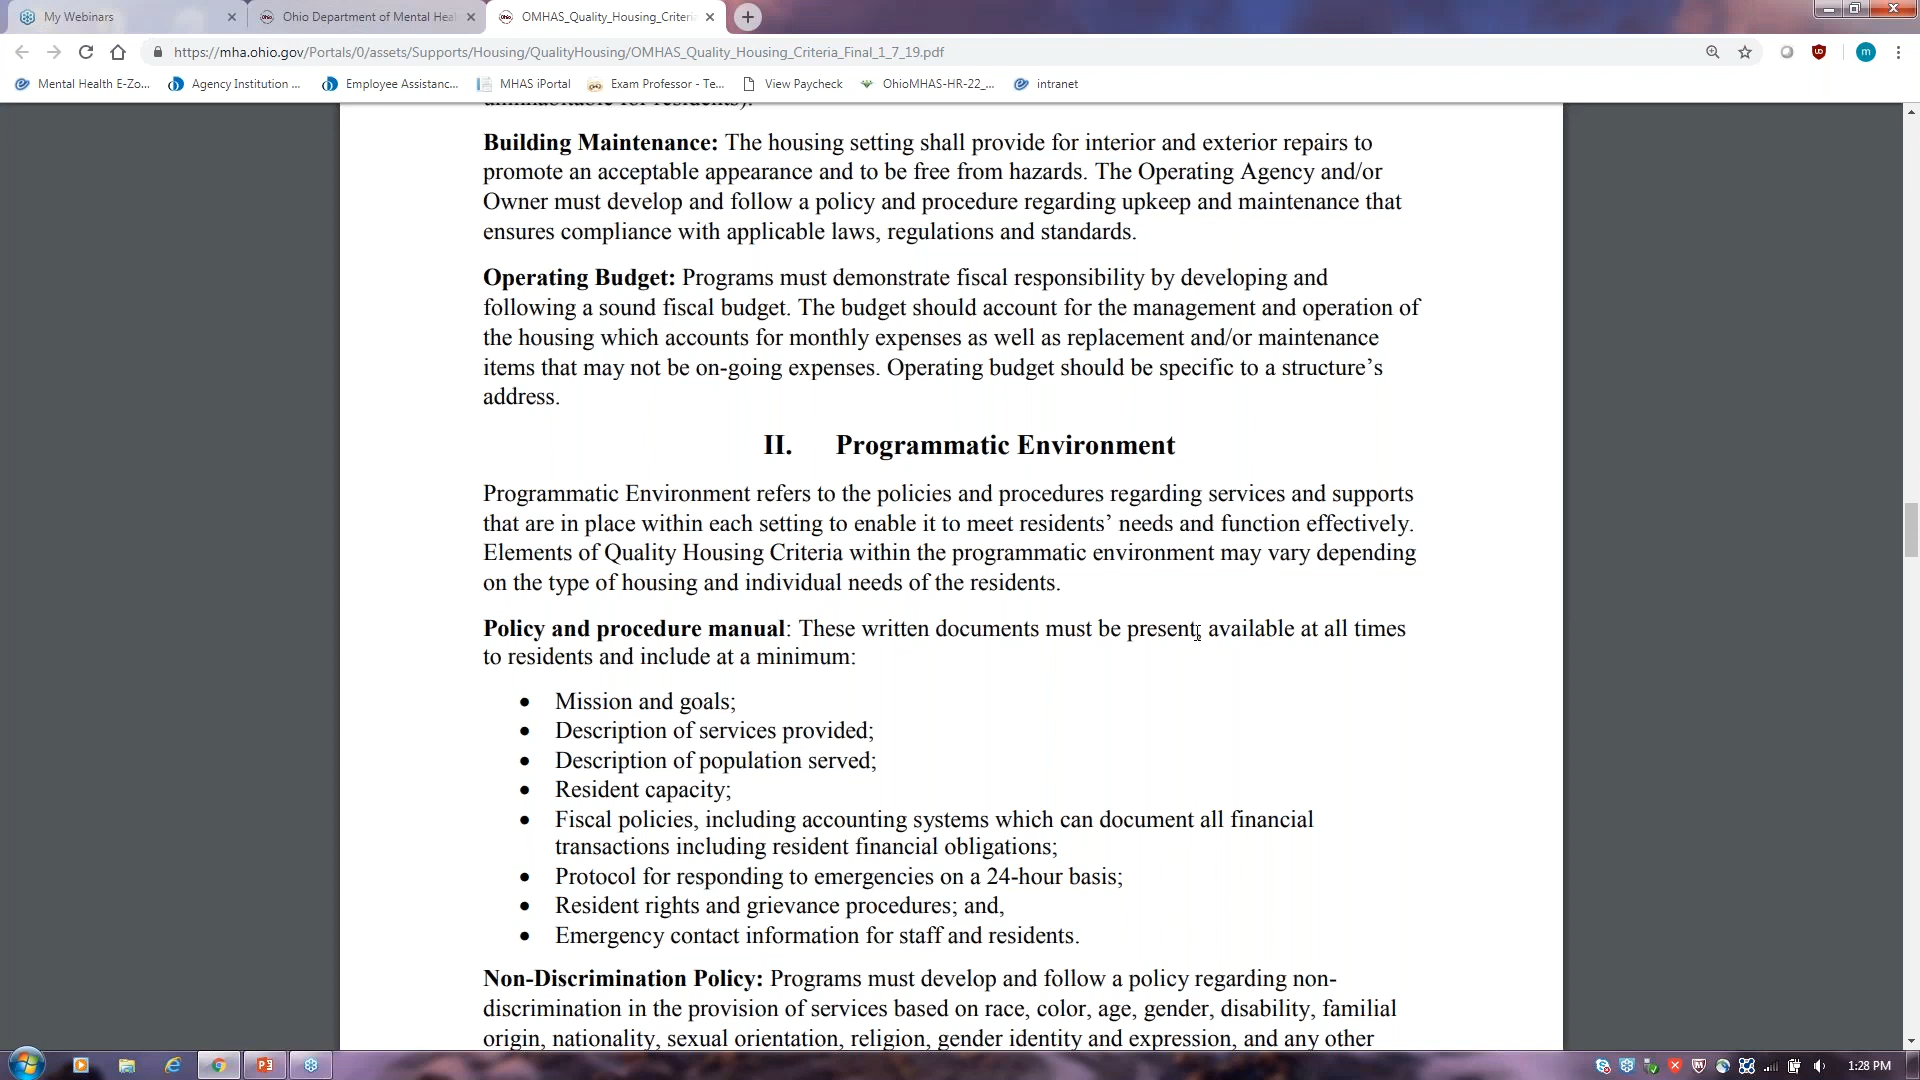 My Webinars
Ohio Department of Mental Hea
OMHAS_Quality_Housing_Criteri
https://mha.ohio.gov/Portals/0/assets/Supports/Housing/QualityHousing/OMHAS_Quality_Housing_Criteria_Final_1_7_19.pdf
m
Mental Health E-Zo... Agency Institution ... Employee Assistanc... MHAS iPortal Exam Professor - Te... View Paycheck OhioMHAS-HR-22_... intranet
uninhabitable for residents).
Building Maintenance: The housing setting shall provide for interior and exterior repairs to
promote an acceptable appearance and to be free from hazards. The Operating Agency and/or
Owner must develop and follow a policy and procedure regarding upkeep and maintenance that
ensures compliance with applicable laws, regulations and standards.
Operating Budget: Programs must demonstrate fiscal responsibility by developing and
following a sound fiscal budget. The budget should account for the management and operation of
the housing which accounts for monthly expenses as well as replacement and/or maintenance
items that may not be on-going expenses. Operating budget should be specific to a structure’s
address.
II. Programmatic Environment
Programmatic Environment refers to the policies and procedures regarding services and supports
that are in place within each setting to enable it to meet residents’ needs and function effectively.
Elements of Quality Housing Criteria within the programmatic environment may vary depending
on the type of housing and individual needs of the residents.
Policy and procedure manual: These written documents must be present, available at all times
to residents and include at a minimum:
• Mission and goals;
• Description of services provided;
• Description of population served;
• Resident capacity;
• Fiscal policies, including accounting systems which can document all financial
transactions including resident financial obligations;
• Protocol for responding to emergencies on a 24-hour basis;
• Resident rights and grievance procedures; and,
• Emergency contact information for staff and residents.
Non-Discrimination Policy: Programs must develop and follow a policy regarding non-
discrimination in the provision of services based on race, color, age, gender, disability, familial
origin, nationality, sexual orientation, religion, gender identity and expression, and any other
1:28 PM